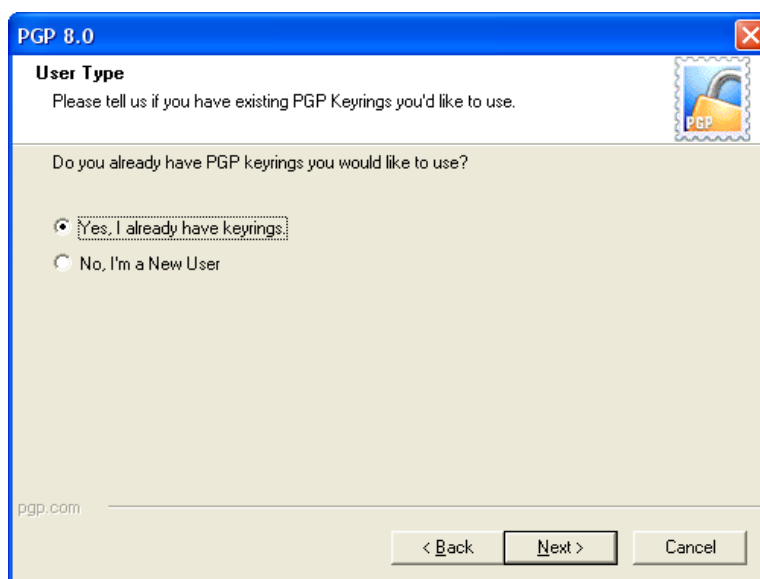 PGP 8.0
User Type
Please tell us if you have existing PGP Keyrings you'd like to use.
PGP
Do you already have PGP keyrings you would like to use?
Yes, I already have keyrings.
No, I'm a New User
pgp.com
< Back
Next >
Cancel